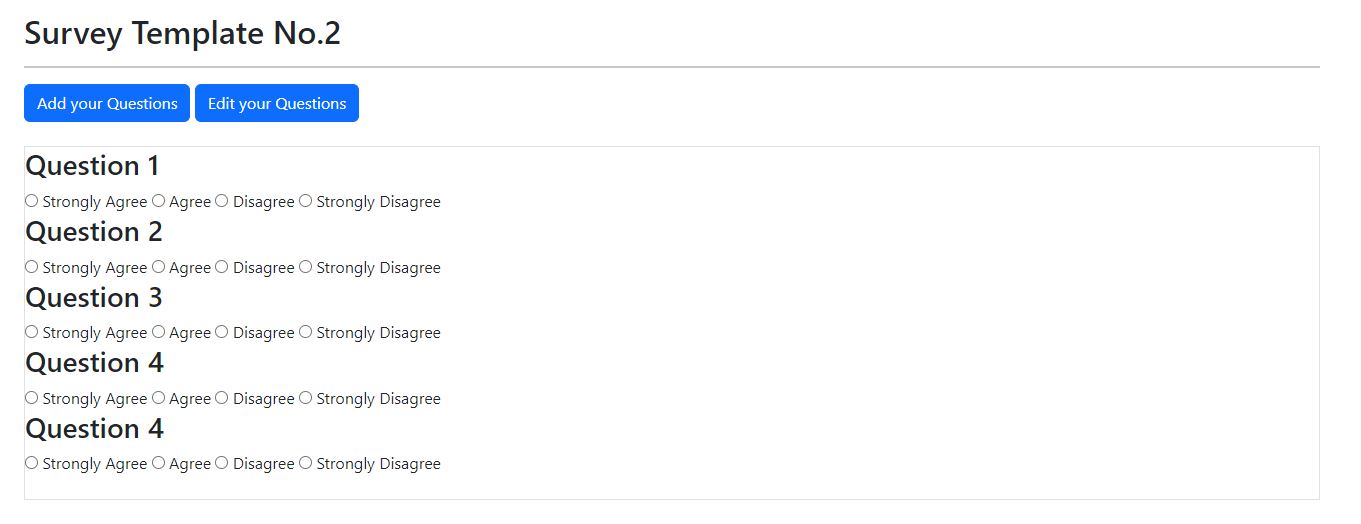 Survey Template No.2
Add your Questions Edit your Questions
Question 1
Strongly Agree Agree Disagree Strongly Disagree
Question 2
Strongly Agree Agree Disagree Strongly Disagree
Question 3
Strongly Agree Agree Disagree Strongly Disagree
Question 4
Strongly Agree Agree Disagree Strongly Disagree
Question 4
Strongly Agree Agree Disagree Strongly Disagree